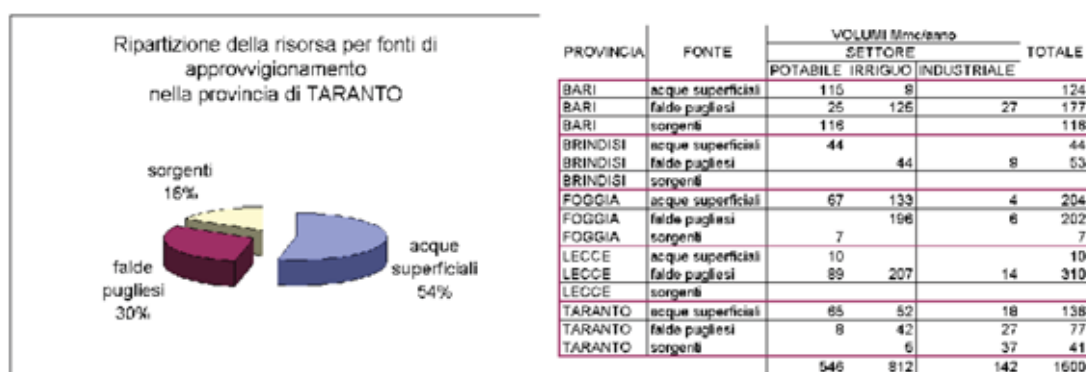 Ripartizione della risorsa per fonti di
approvvigionamento
nella provincia di TARANTO
sorgenti
16%
falde
pugliesi
30%
acque
superficiali
54%
VOLUMI Mmc/anno
PROVINCIA FONTE SETTORE TOTALE
POTABILE IRRIGUO INDUSTRIALE
BARI acque superficiali 115 9 124
BARI falde pugliesi 25 125 27 177
BARI sorgenti 116 116
BRINDISI acque superficiali 44 44
BRINDISI falde pugliesi 44 8 53
BRINDISI sorgenti
FOGGIA acque superficiali 67 133 4 204
FOGGIA falde pugliesi 196 6 202
FOGGIA sorgenti 7 7
LECCE acque superficiali 10 10
LECCE falde pugliesi 89 207 14 310
LECCE sorgenti
TARANTO acque superficiali 65 52 18 136
TARANTO falde pugliesi 8 42 27 77
TARANTO sorgenti 37 41
546 812 142 1500